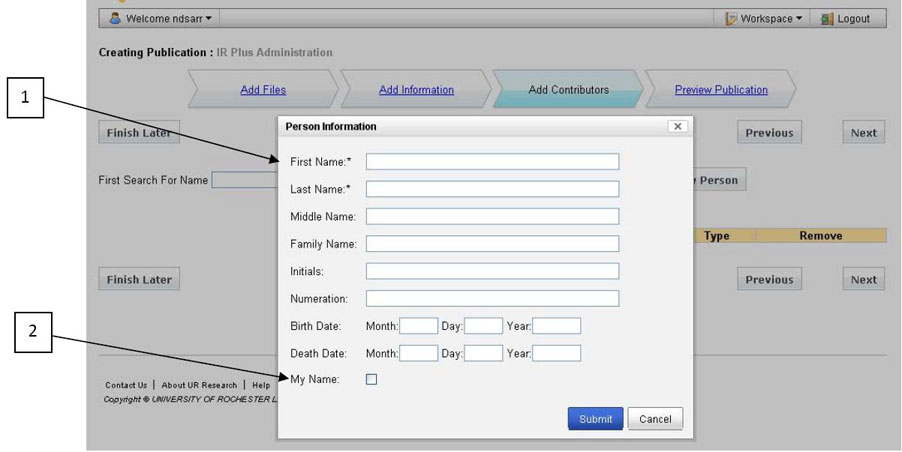 Welcome ndsarr Workspace Logout
Creating Publication : IR Plus Administration
1
Add Files Add Information Add Contributors Preview Publication
Finish Later Previous Next
Person Information
First Name:*
First Search For Name Person
Last Name:*
Middle Name:
Type Remove
Family Name:
Initials:
Finish Later Previous Next
Numeration:
2
Birth Date: Month: Day: Year:
Death Date: Month: Day: Year:
My Name:
Contact Us | About UR Research | Help
Copyright © UNIVERSITY OF ROCHESTER
Submit Cancel